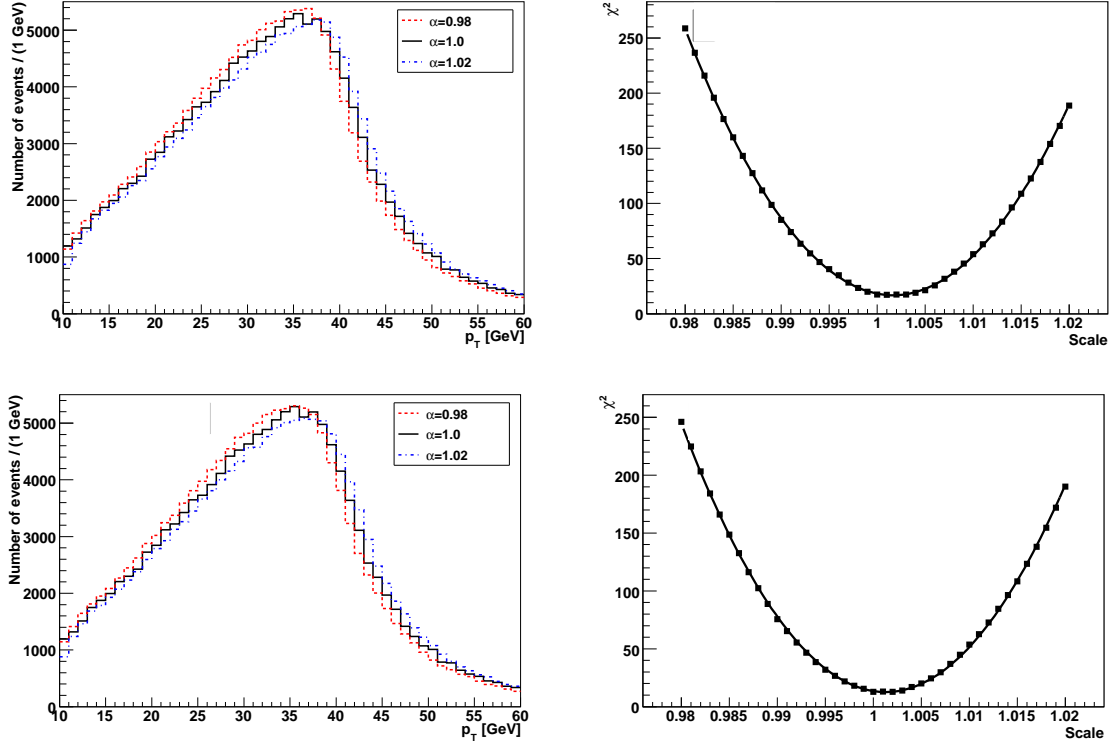 Number of events / (1 GeV)
5000
4000
3000
2000
1000
0
α=0.98
α=1.0
α=1.02
10 15 20 25 30 35 40 45 50 55 60
p_T [GeV]
χ²
250
200
150
100
50
0
0.98 0.985 0.99 0.995 1 1.005 1.01 1.015 1.02
Scale
Number of events / (1 GeV)
5000
4000
3000
2000
1000
0
α=0.98
α=1.0
α=1.02
10 15 20 25 30 35 40 45 50 55 60
p_T [GeV]
χ²
250
200
150
100
50
0
0.98 0.985 0.99 0.995 1 1.005 1.01 1.015 1.02
Scale